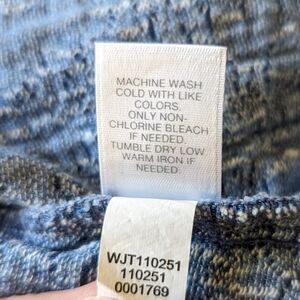 MACHINE WASH
COLD WITH LIKE
COLORS.
ONLY NON-
CHLORINE BLEACH
IF NEEDED
TUMBLE DRY LOW
WARM IRON IF
NEEDED
WJT110251
110251
0001769